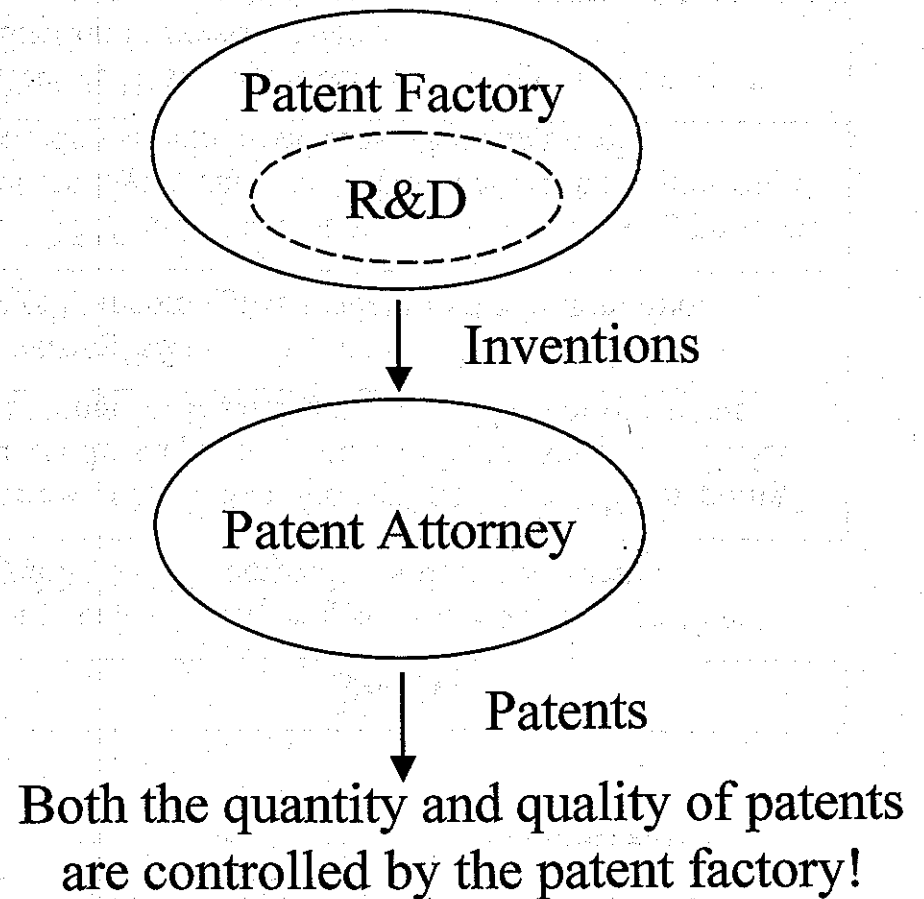 Patent Factory
R&D
Inventions
Patent Attorney
Patents
Both the quantity and quality of patents
are controlled by the patent factory!